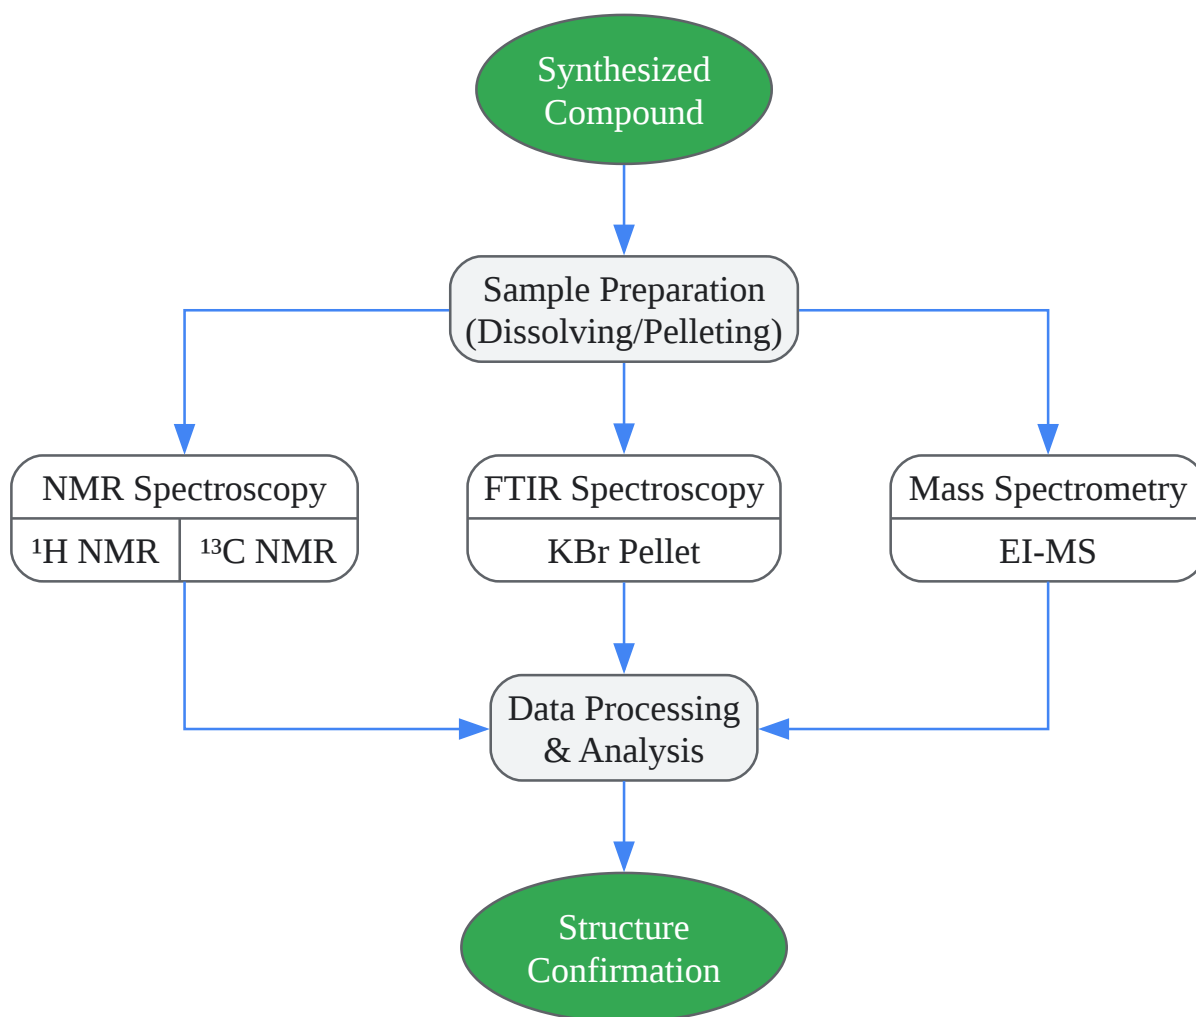 Synthesized
Compound
Sample Preparation
(Dissolving/Pelleting)
NMR Spectroscopy
¹H NMR
¹³C NMR
FTIR Spectroscopy
KBr Pellet
Mass Spectrometry
EI-MS
Data Processing
& Analysis
Structure
Confirmation